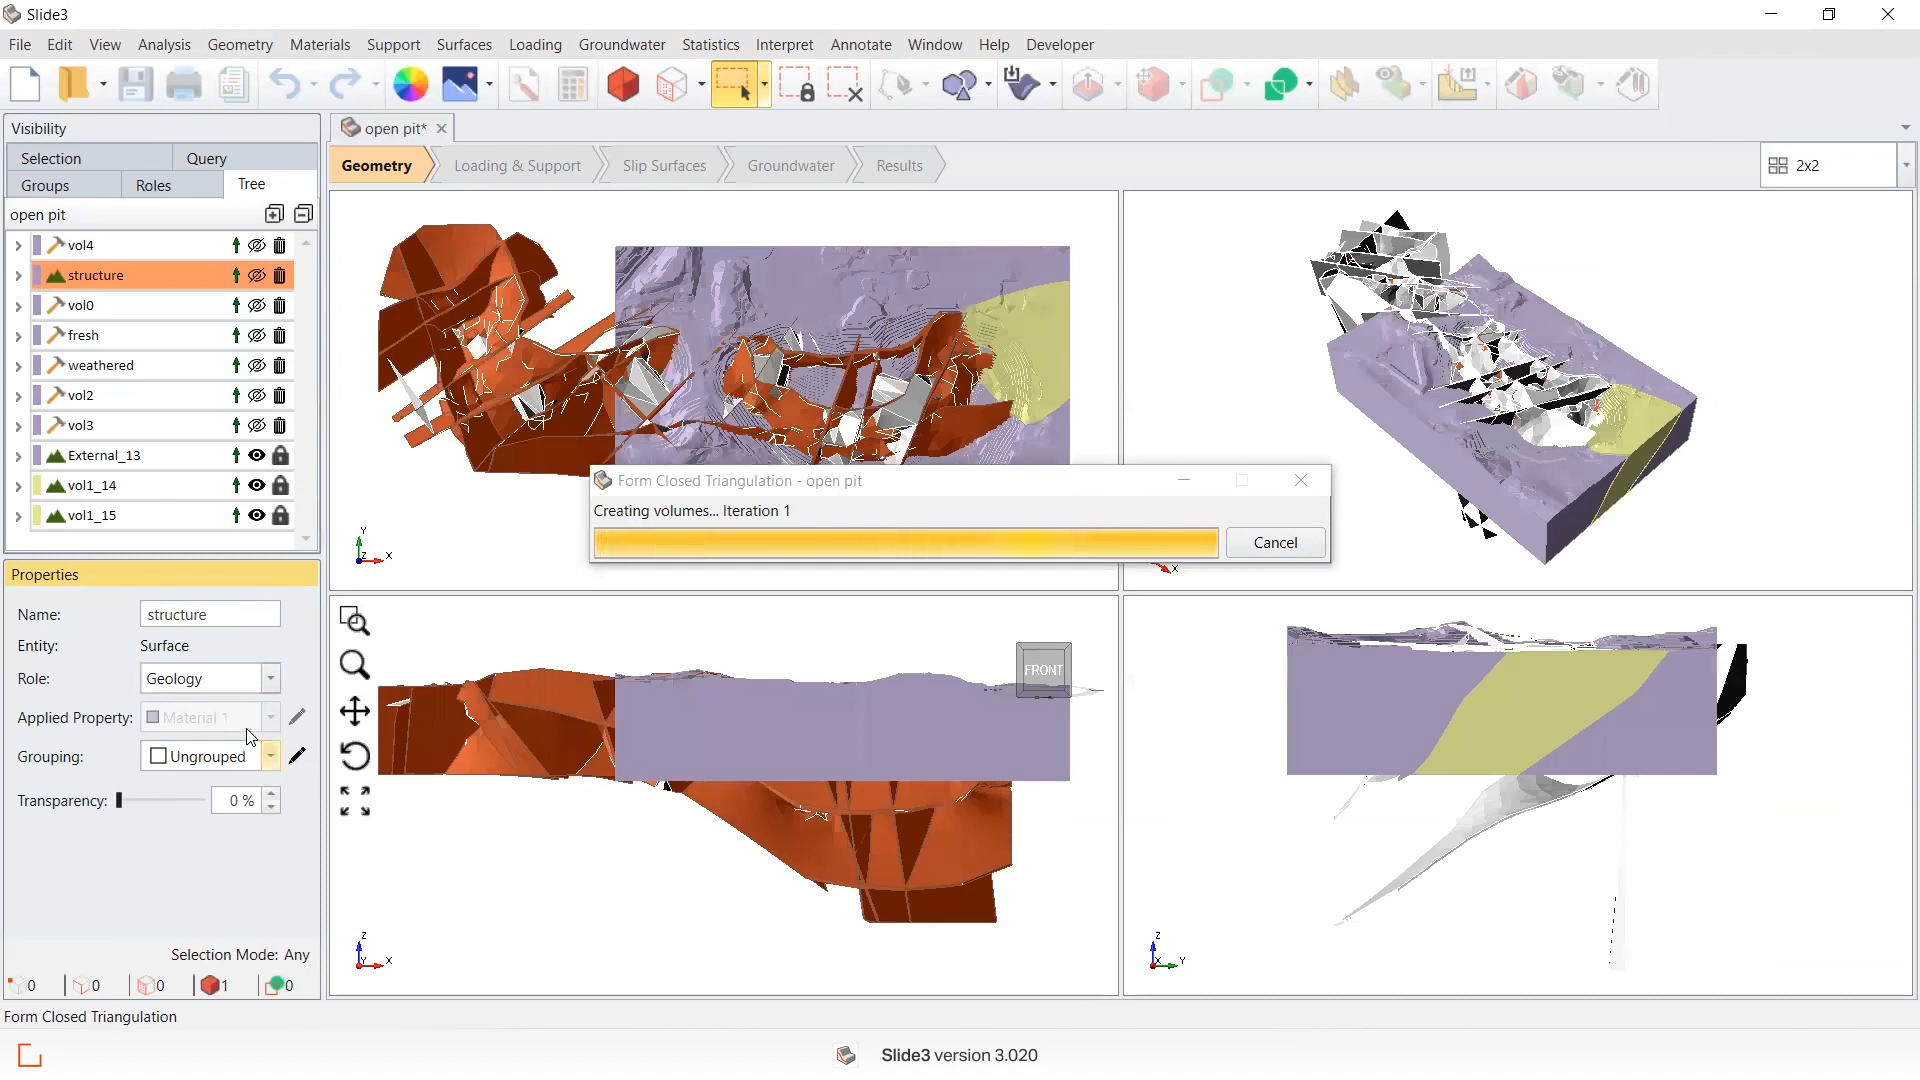 Slide3
File Edit View Analysis Geometry Materials Support Surfaces Loading Groundwater Statistics Interpret Annotate Window Help Developer
Visibility
open pit*
Selection Query
Geometry Loading & Support Slip Surfaces Groundwater Results
2x2
Groups Roles Tree
open pit
vol4
structure
vol0
fresh
weathered
vol2
vol3
External_13
vol1_14
vol1_15
Form Closed Triangulation - open pit
Creating volumes... Iteration 1
Cancel
Y
Z X
X
Properties
Name: structure
Entity: Surface
Role: Geology
Applied Property: Material 1
Grouping: Ungrouped
Transparency: 0 %
FRONT
Z
Y X
Z
X Y
Selection Mode: Any
0 0 0 1 0
Form Closed Triangulation
Slide3 version 3.020